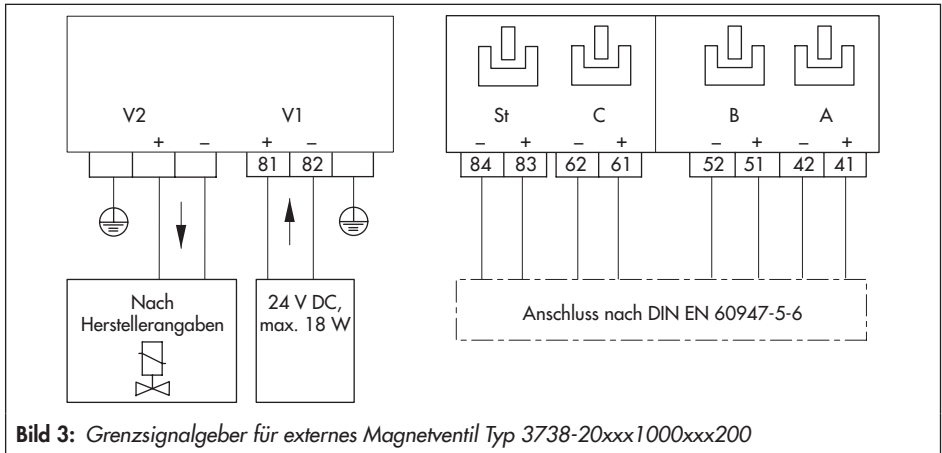 V2 V1
+ – + –
81 82
Nach
Herstellerangaben
24 V DC,
max. 18 W
St C B A
– + – + – + – +
84 83 62 61 52 51 42 41
Anschluss nach DIN EN 60947-5-6
Bild 3: Grenzsignalgeber für externes Magnetventil Typ 3738-20xxx1000xxx200